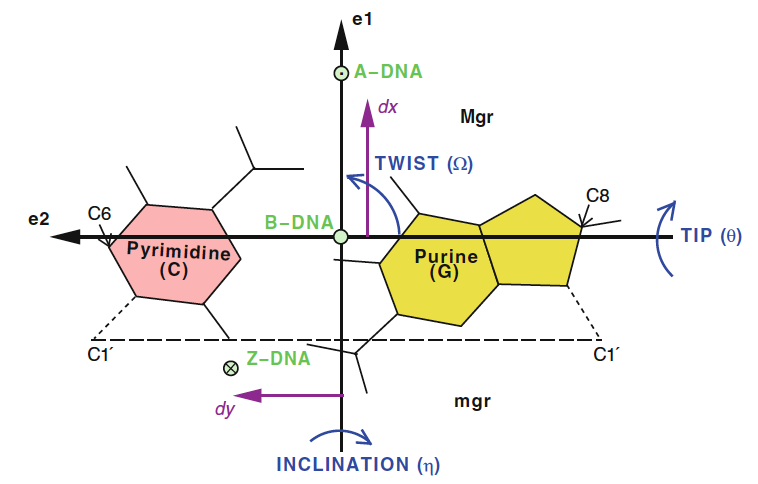 e1
A–DNA
dx
Mgr
TWIST (Ω)
C6
C8
e2
B–DNA
TIP (θ)
Pyrimidine
(C)
Purine
(G)
C1´
C1´
Z–DNA
dy
mgr
INCLINATION (η)